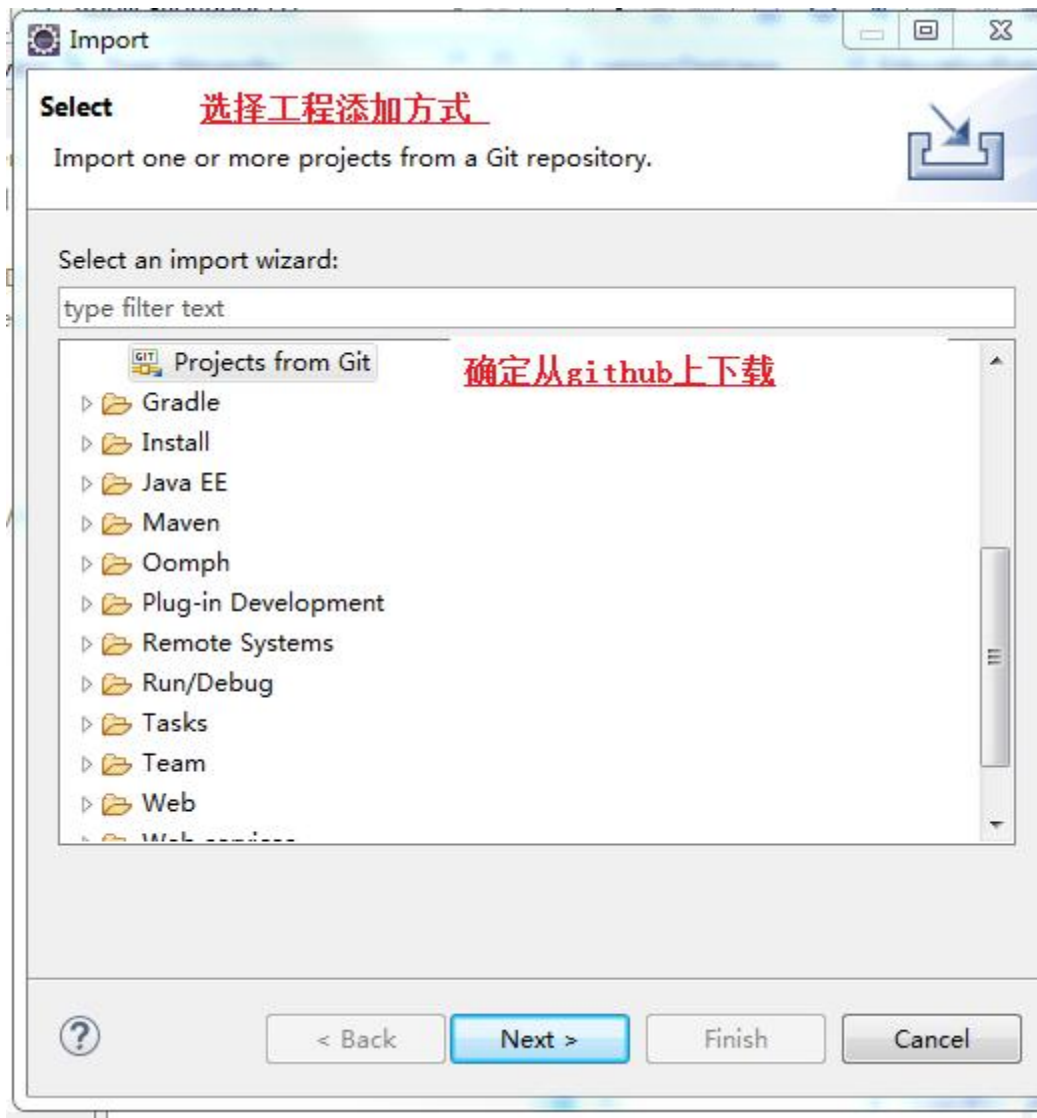 Import
Select 选择工程添加方式
Import one or more projects from a Git repository.
Select an import wizard:
type filter text
GIT Projects from Git 确定从github上下载
Gradle
Install
Java EE
Maven
Oomph
Plug-in Development
Remote Systems
Run/Debug
Tasks
Team
Web
Web services
? < Back Next > Finish Cancel